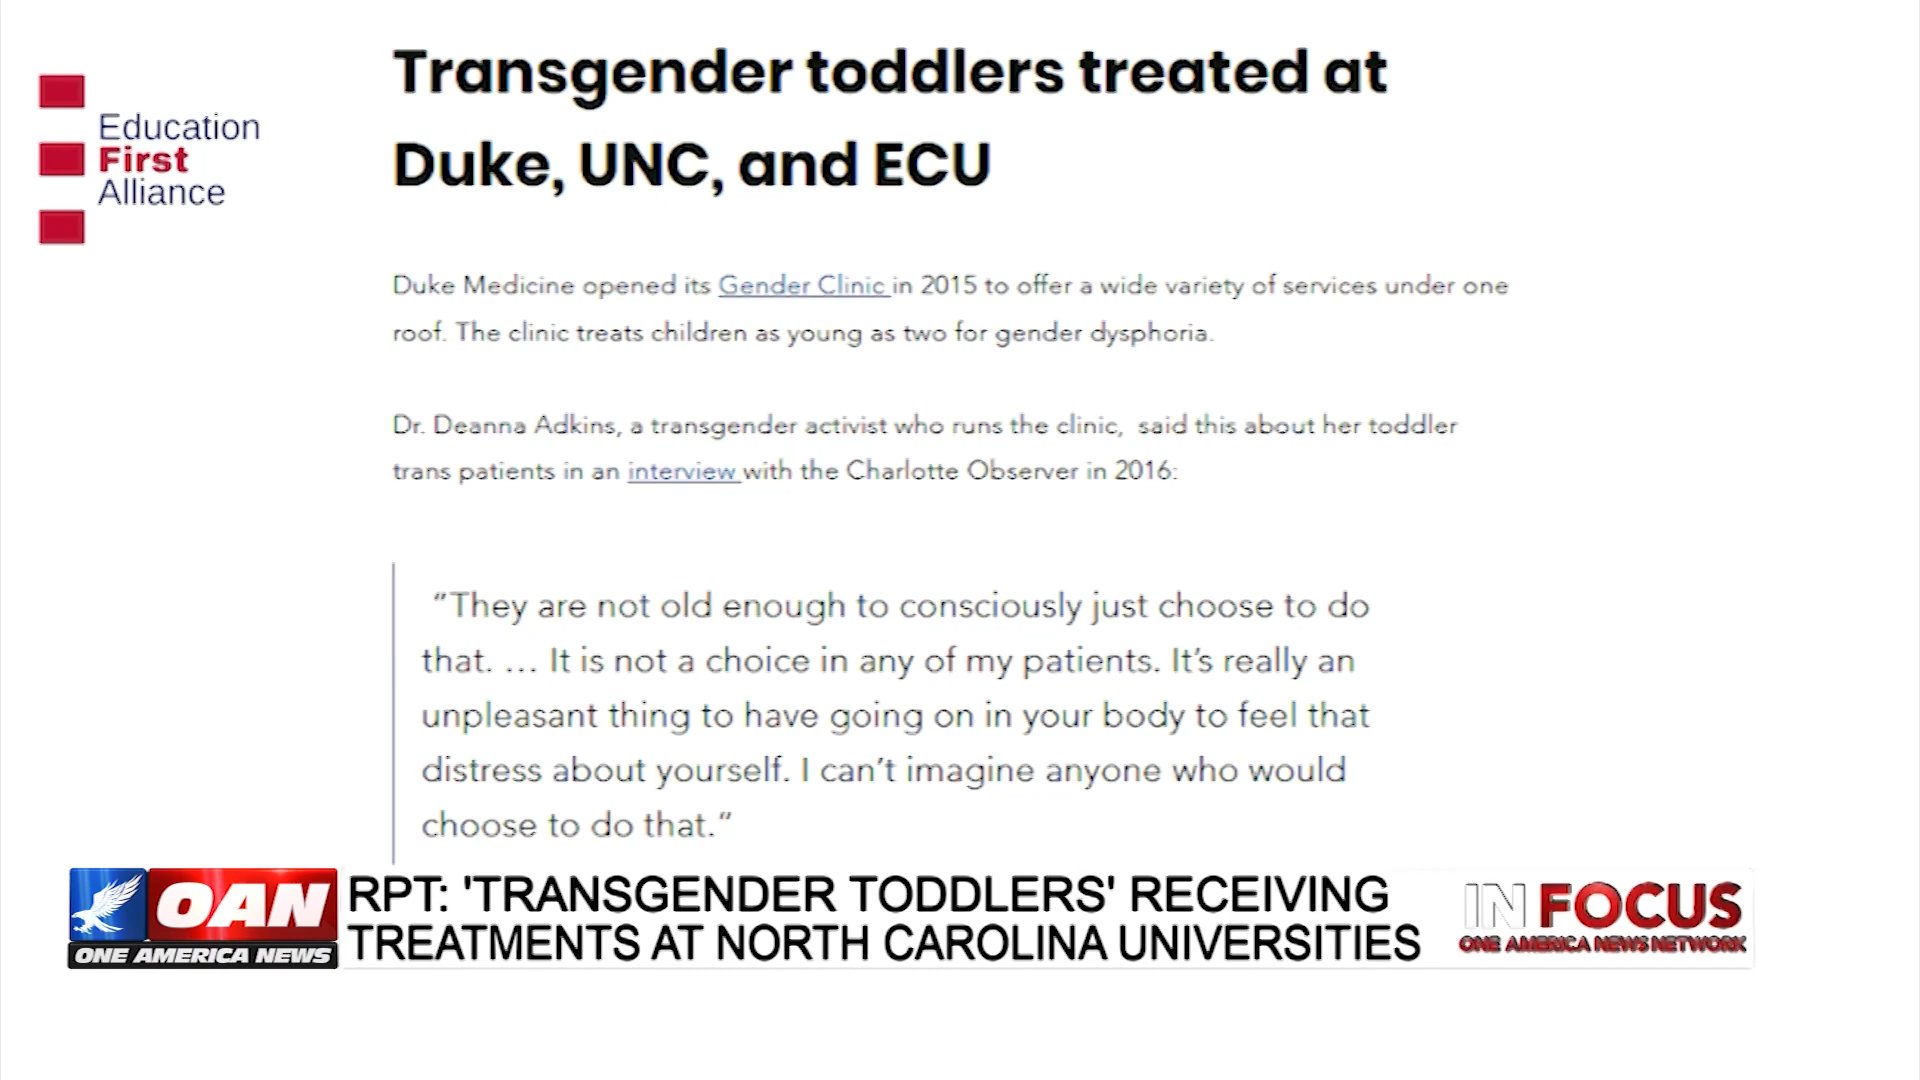 Transgender toddlers treated at
Duke, UNC, and ECU
Education
First
Alliance
Duke Medicine opened its Gender Clinic in 2015 to offer a wide variety of services under one
roof. The clinic treats children as young as two for gender dysphoria.
Dr. Deanna Adkins, a transgender activist who runs the clinic, said this about her toddler
trans patients in an interview with the Charlotte Observer in 2016:
“They are not old enough to consciously just choose to do
that. … It is not a choice in any of my patients. It’s really an
unpleasant thing to have going on in your body to feel that
distress about yourself. I can’t imagine anyone who would
choose to do that.”
OAN
ONE AMERICA NEWS
RPT: 'TRANSGENDER TODDLERS' RECEIVING
TREATMENTS AT NORTH CAROLINA UNIVERSITIES
IN FOCUS
ONE AMERICA NEWS NETWORK